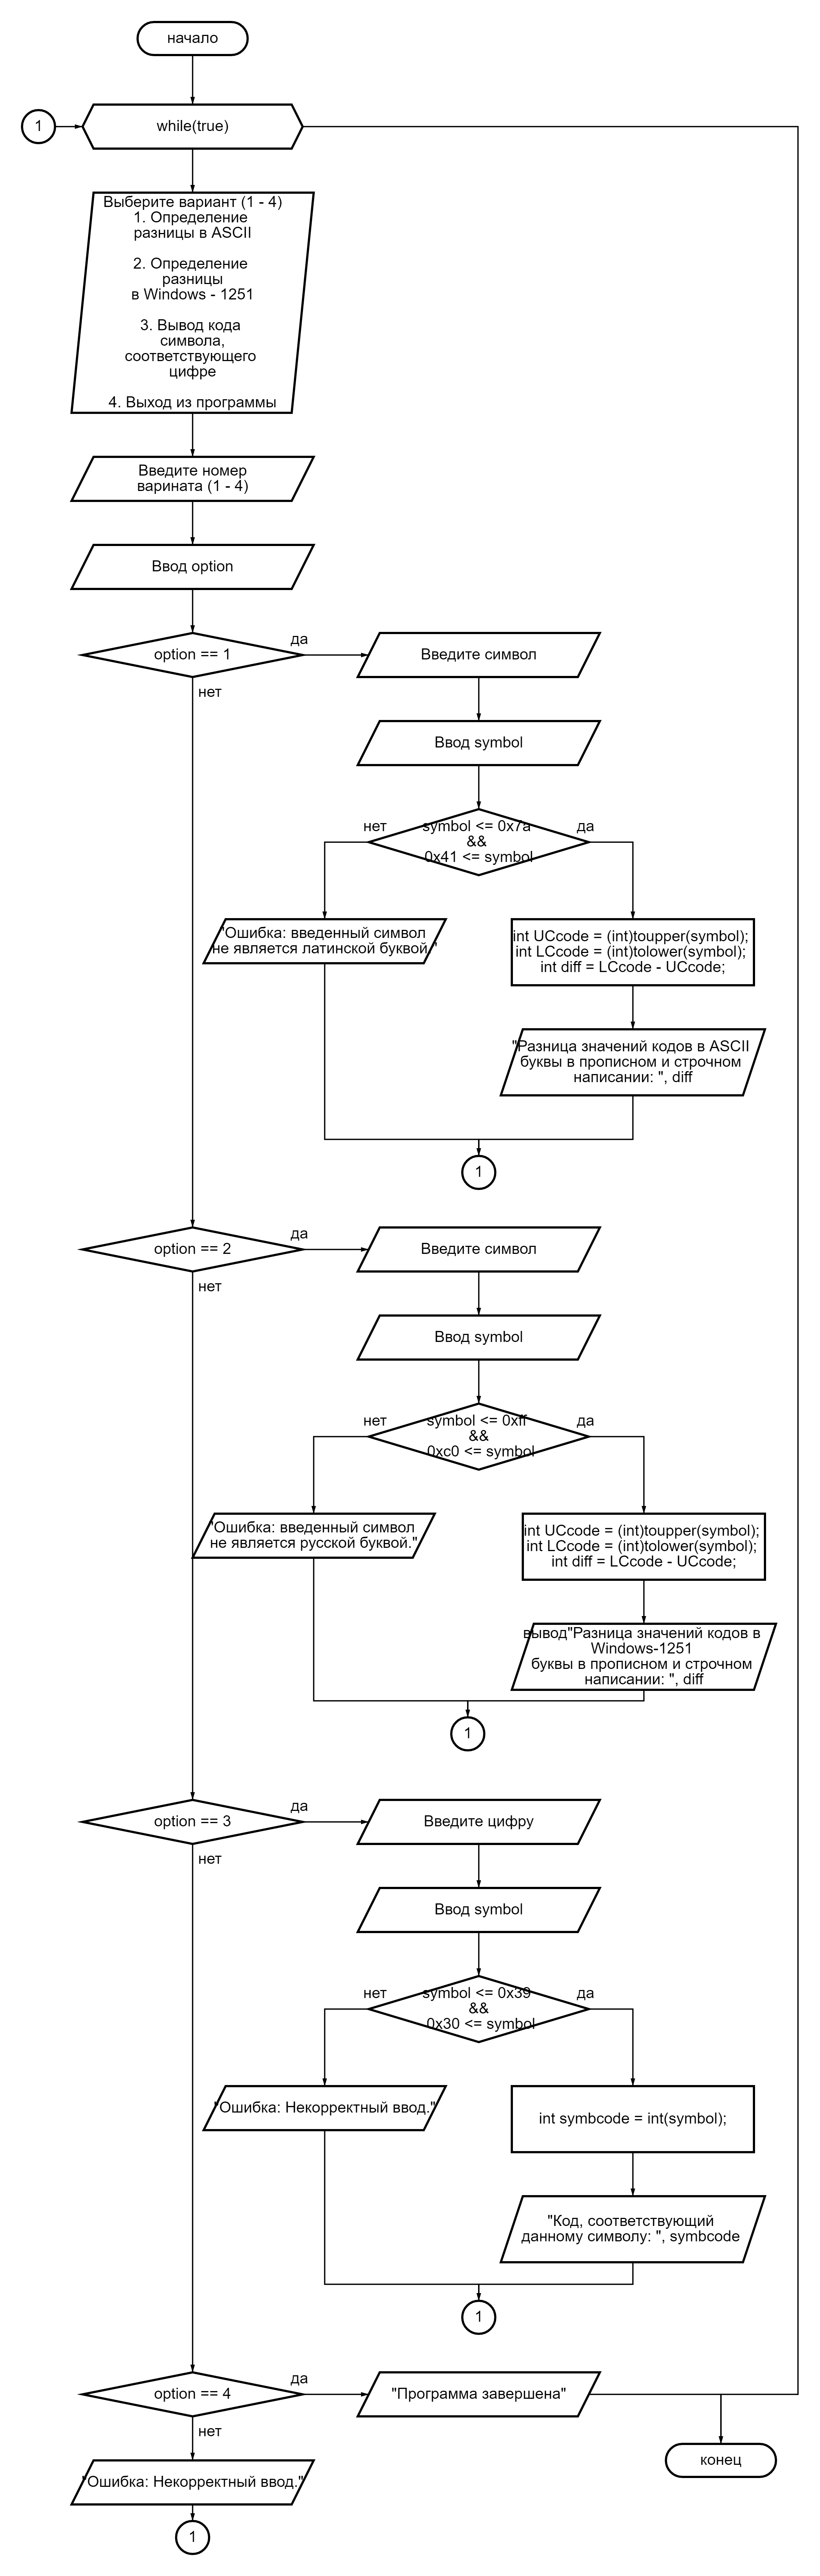 начало
1
while(true)
Выберите вариант (1 - 4)
1. Определение
разницы в ASCII
2. Определение
разницы
в Windows - 1251
3. Вывод кода
символа,
соответствующего
цифре
4. Выход из программы
Введите номер
варината (1 - 4)
Ввод option
option == 1
да
нет
Введите символ
Ввод symbol
нет
symbol <= 0x7a
&&
0x41 <= symbol
да
"Ошибка: введенный символ
не является латинской буквой."
int UCcode = (int)toupper(symbol);
int LCcode = (int)tolower(symbol);
int diff = LCcode - UCcode;
"Разница значений кодов в ASCII
буквы в прописном и строчном
написании: ", diff
1
option == 2
да
нет
Введите символ
Ввод symbol
нет
symbol <= 0xff
&&
0xc0 <= symbol
да
"Ошибка: введенный символ
не является русской буквой."
int UCcode = (int)toupper(symbol);
int LCcode = (int)tolower(symbol);
int diff = LCcode - UCcode;
вывод"Разница значений кодов в
Windows-1251
буквы в прописном и строчном
написании: ", diff
1
option == 3
да
нет
Введите цифру
Ввод symbol
нет
symbol <= 0x39
&&
0x30 <= symbol
да
"Ошибка: Некорректный ввод."
int symbcode = int(symbol);
"Код, соответствующий
данному символу: ", symbcode
1
option == 4
да
нет
"Программа завершена"
конец
"Ошибка: Некорректный ввод."
1